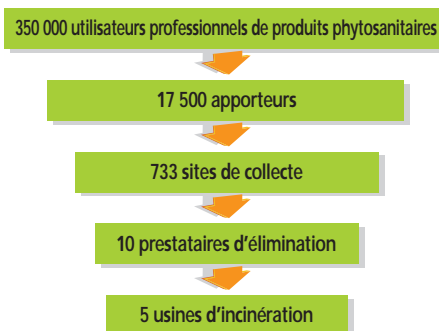 350 000 utilisateurs professionnels de produits phytosanitaires
17 500 apporteurs
733 sites de collecte
10 prestataires d'élimination
5 usines d'incinération